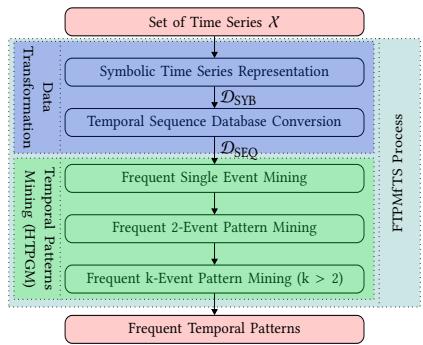 Set of Time Series 𝒳
Data
Transformation
Symbolic Time Series Representation
𝒟SYB
Temporal Sequence Database Conversion
𝒟SEQ
Temporal Patterns
Mining (HTPGM)
Frequent Single Event Mining
Frequent 2-Event Pattern Mining
Frequent k-Event Pattern Mining (k > 2)
FTPMfTS Process
Frequent Temporal Patterns